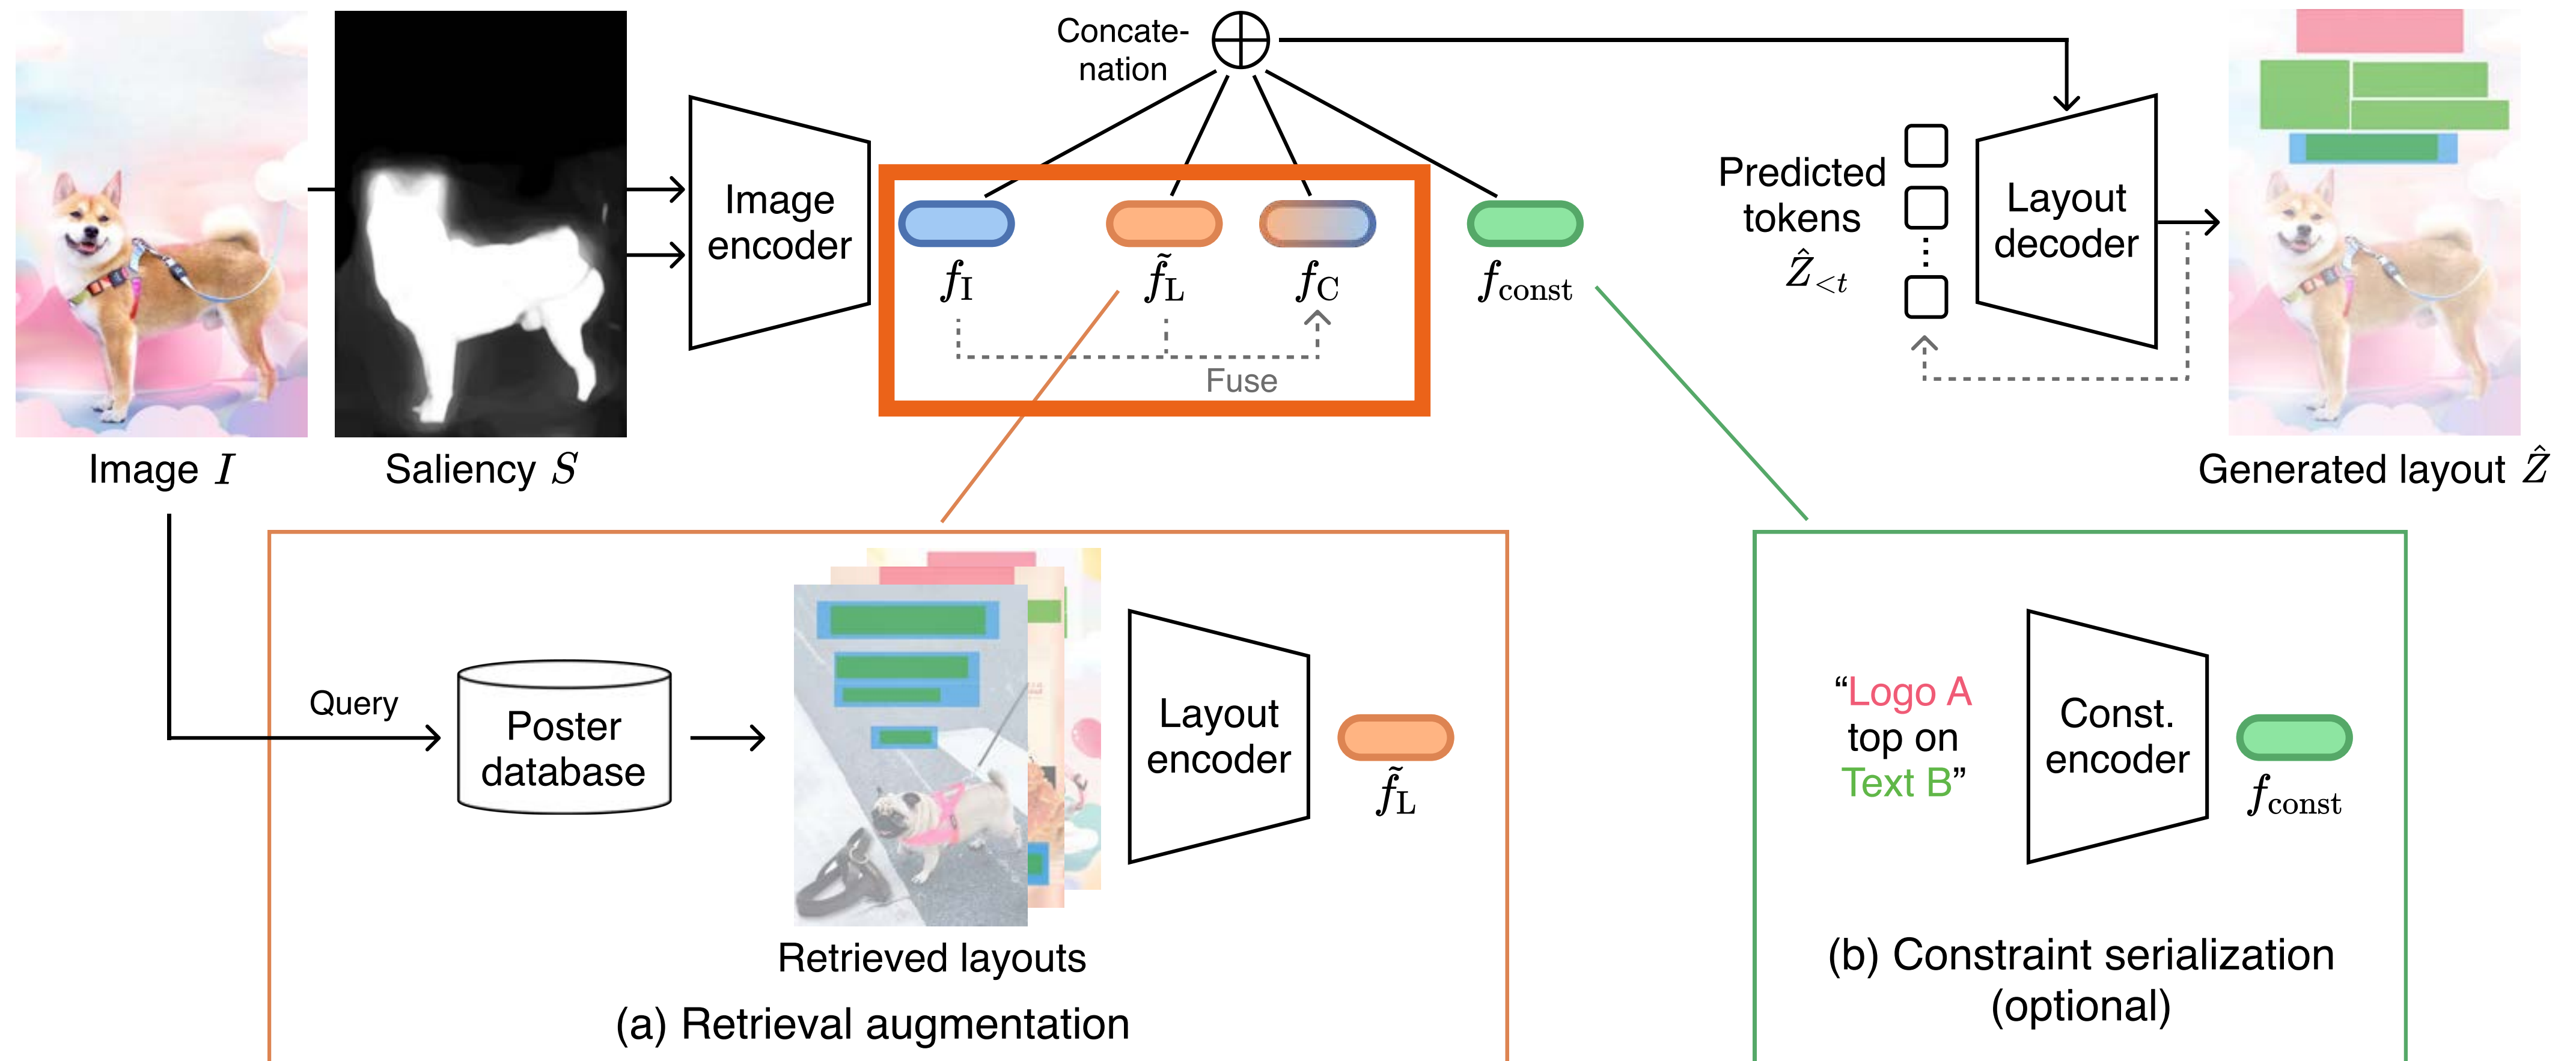 Concate-
nation
Image
encoder
f_I
f̃_L
f_C
f_const
Fuse
Predicted
tokens
Ẑ_{<t}
Layout
decoder
Image I
Saliency S
Generated layout Ẑ
Query
Poster
database
Retrieved layouts
Layout
encoder
f̃_L
(a) Retrieval augmentation
“Logo A
top on
Text B”
Const.
encoder
f_const
(b) Constraint serialization
(optional)